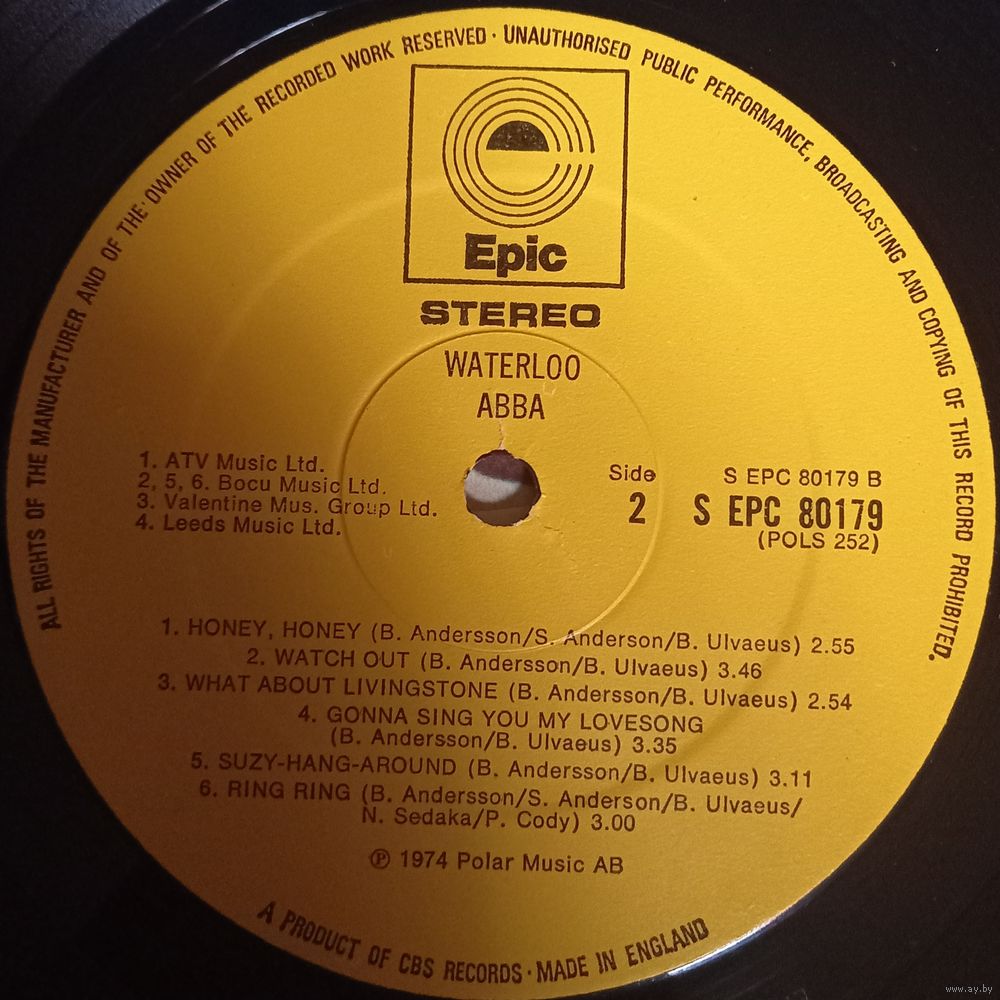 ALL RIGHTS OF THE MANUFACTURER AND OF THE · OWNER OF THE RECORDED WORK RESERVED · UNAUTHORISED PUBLIC PERFORMANCE, BROADCASTING AND COPYING OF THIS RECORD PROHIBITED.
Epic
STEREO
WATERLOO
ABBA
1. ATV Music Ltd.
2, 5, 6. Bocu Music Ltd.
3. Valentine Mus. Group Ltd.
4. Leeds Music Ltd.
Side
2
S EPC 80179 B
S EPC 80179
(POLS 252)
1. HONEY, HONEY (B. Andersson/S. Anderson/B. Ulvaeus) 2.55
2. WATCH OUT (B. Andersson/B. Ulvaeus) 3.46
3. WHAT ABOUT LIVINGSTONE (B. Andersson/B. Ulvaeus) 2.54
4. GONNA SING YOU MY LOVESONG
(B. Andersson/B. Ulvaeus) 3.35
5. SUZY-HANG-AROUND (B. Andersson/B. Ulvaeus) 3.11
6. RING RING (B. Andersson/S. Anderson/B. Ulvaeus/
N. Sedaka/P. Cody) 3.00
℗ 1974 Polar Music AB
A PRODUCT OF CBS RECORDS · MADE IN ENGLAND
www.ay.by